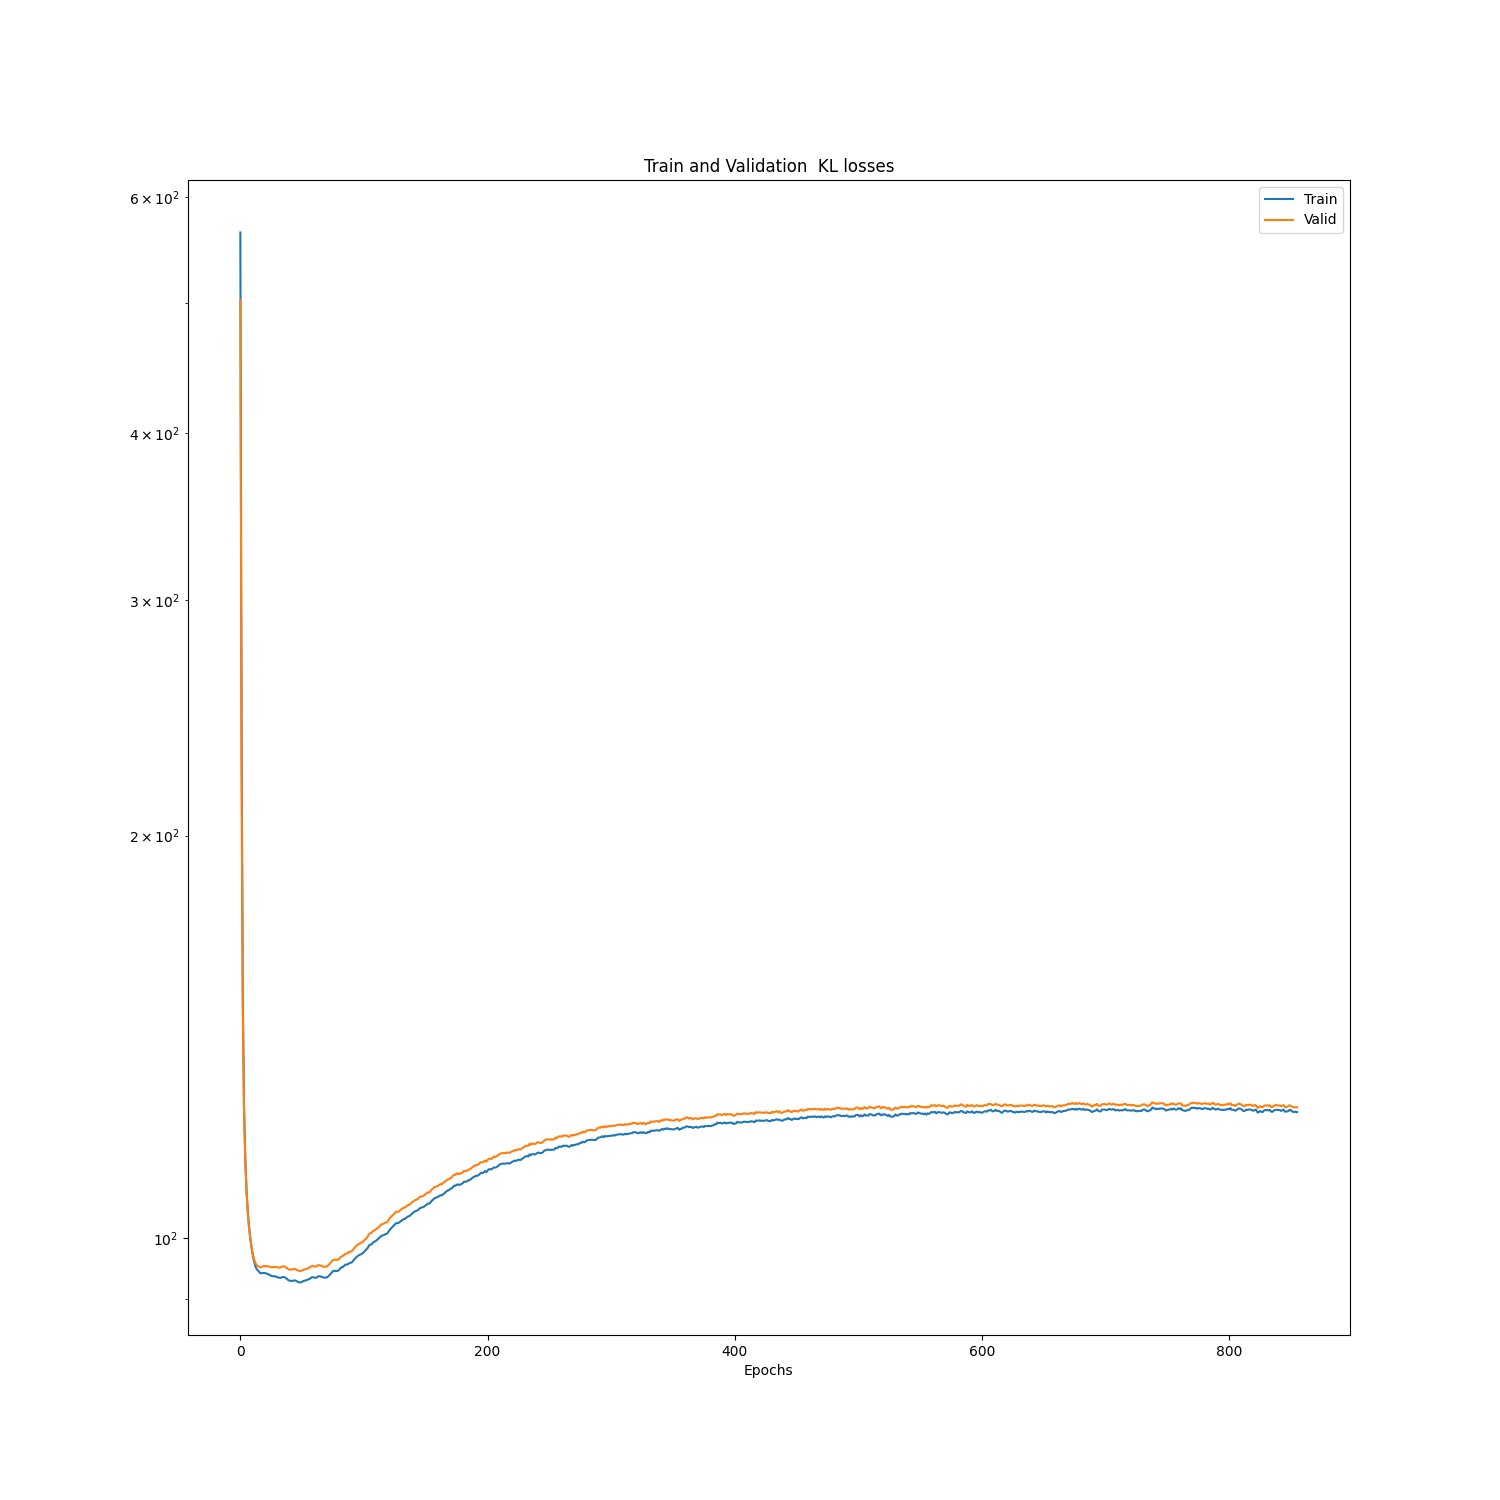 Train and Validation  KL losses
6 × 10²
4 × 10²
3 × 10²
2 × 10²
10²
Train
Valid
0 200 400 600 800
Epochs